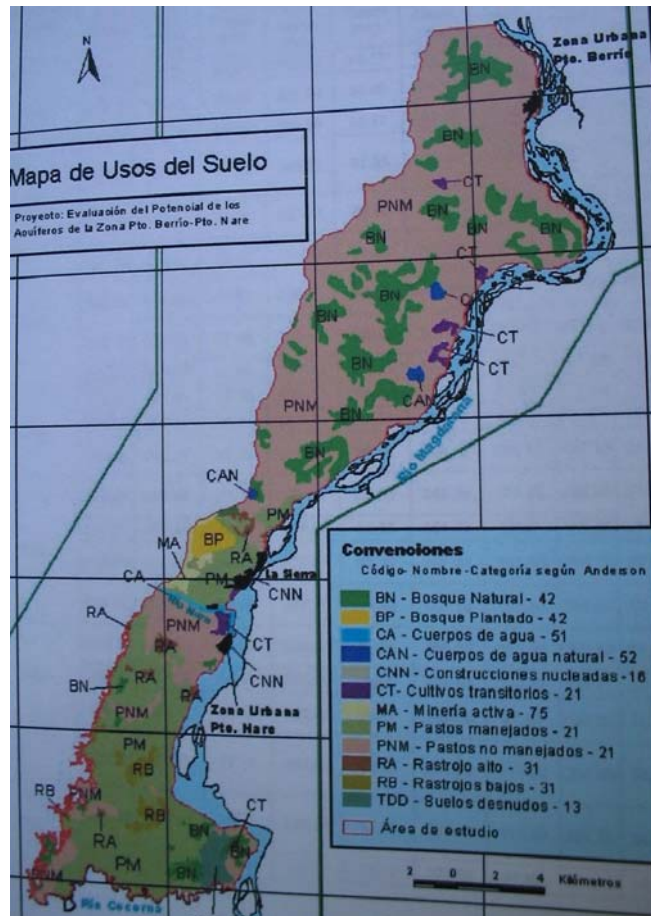 N
Mapa de Usos del Suelo
Proyecto: Evaluación del Potencial de los
Acuíferos de la Zona Pto. Berrío-Pto. Nare
Zona Urbana
Pto. Berrío
BN
CT
PNM
BN
BN
BN
BN
CT
BN
BN
CT
CT
PNM
BN
CAN
BN
Río Magdalena
CAN
PM
BP
MA
RA
La Sierra
PM
CNN
CA
Río Nare
RA
PNM
CT
RA
CNN
BN
RA
RA
Zona Urbana
Pto. Nare
PNM
PM
RB
RB
PNM
RB
CT
RA
BN
BN
PM
BN
PNM
Río Cocorná
Convenciones
Código- Nombre -Categoría según Anderson
BN - Bosque Natural - 42
BP - Bosque Plantado - 42
CA - Cuerpos de agua - 51
CAN - Cuerpos de agua natural - 52
CNN - Construcciones nucleadas - 16
CT- Cultivos transitorios - 21
MA - Minería activa - 75
PM - Pastos manejados - 21
PNM - Pastos no manejados - 21
RA - Rastrojo alto - 31
RB - Rastrojos bajos - 31
TDD - Suelos desnudos - 13
Área de estudio
2 0 2 4 Kilómetros